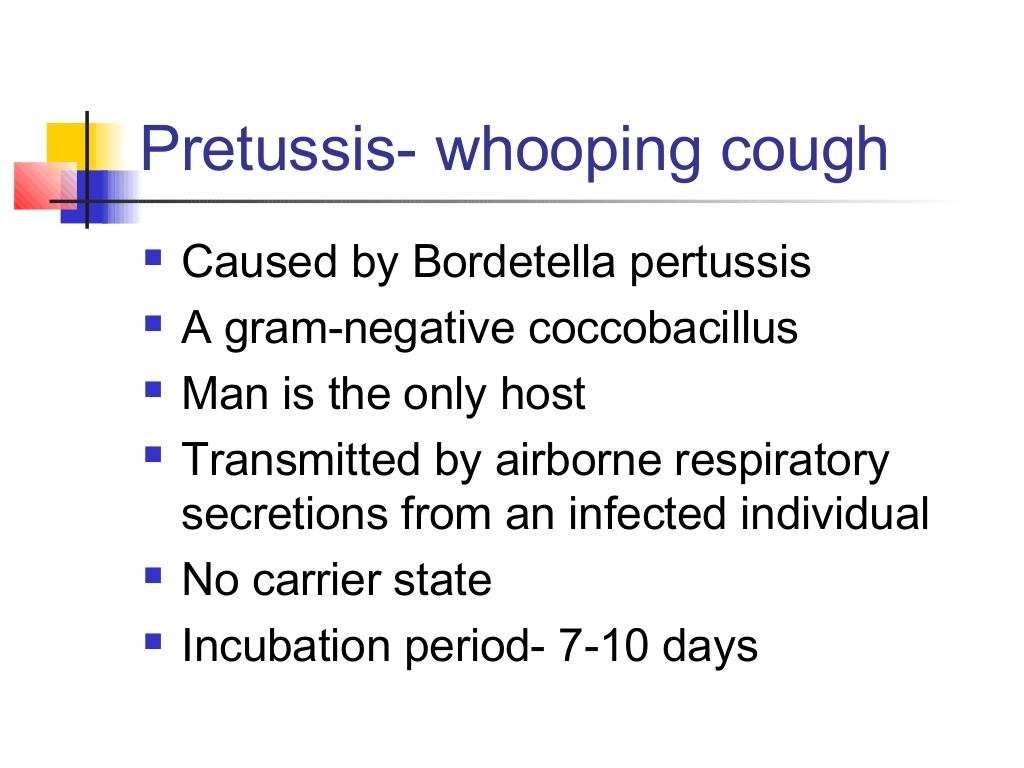 Pretussis- whooping cough
Caused by Bordetella pertussis
A gram-negative coccobacillus
Man is the only host
Transmitted by airborne respiratory
secretions from an infected individual
No carrier state
Incubation period- 7-10 days